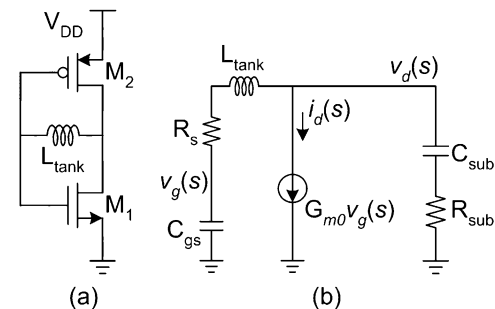 (a)
V_DD
M_2
L_tank
M_1
(a)
L_tank
v_d(s)
i_d(s)
R_s
v_g(s)
C_gs
G_m0 v_g(s)
C_sub
R_sub
(b)